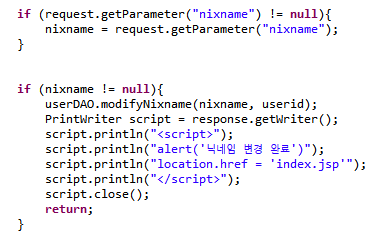 if (request.getParameter("nixname") != null){
    nixname = request.getParameter("nixname");
}
if (nixname != null){
    userDAO.modifyNixname(nixname, userid);
    PrintWriter script = response.getWriter();
    script.println("<script>");
    script.println("alert('닉네임 변경 완료')");
    script.println("location.href = 'index.jsp'");
    script.println("</script>");
    script.close();
    return;
}